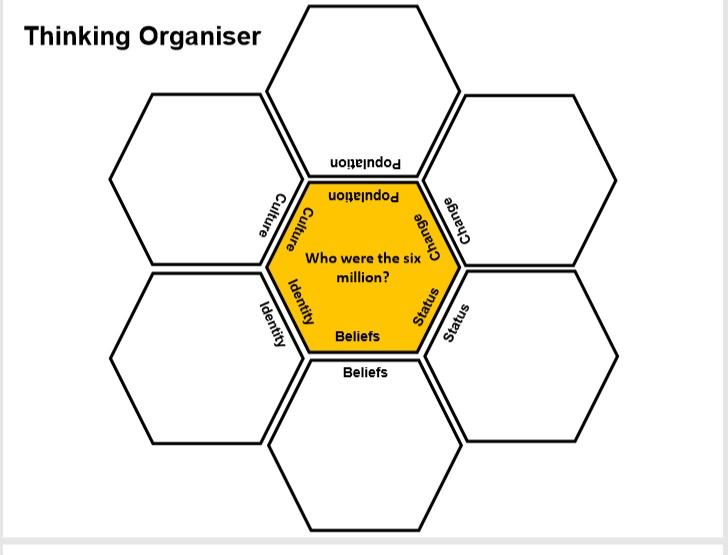 Thinking Organiser
Population
Population
Culture
Culture
Change
Change
Who were the six
million?
Identity
Identity
Status
Status
Beliefs
Beliefs